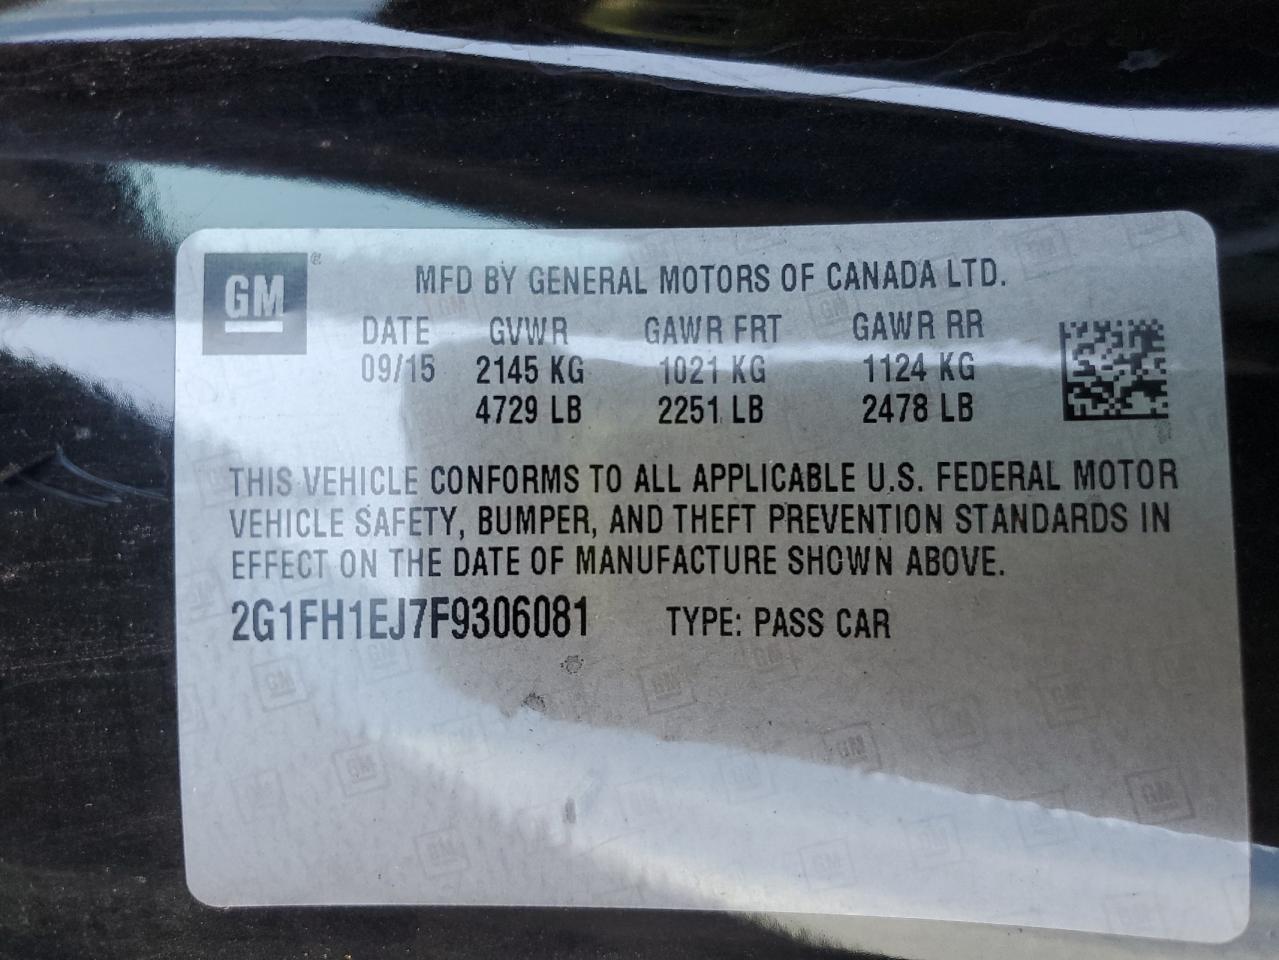 GM ®
MFD BY GENERAL MOTORS OF CANADA LTD.
DATE GVWR GAWR FRT GAWR RR
09/15 2145 KG 1021 KG 1124 KG
4729 LB 2251 LB 2478 LB
THIS VEHICLE CONFORMS TO ALL APPLICABLE U.S. FEDERAL MOTOR
VEHICLE SAFETY, BUMPER, AND THEFT PREVENTION STANDARDS IN
EFFECT ON THE DATE OF MANUFACTURE SHOWN ABOVE.
2G1FH1EJ7F9306081 TYPE: PASS CAR